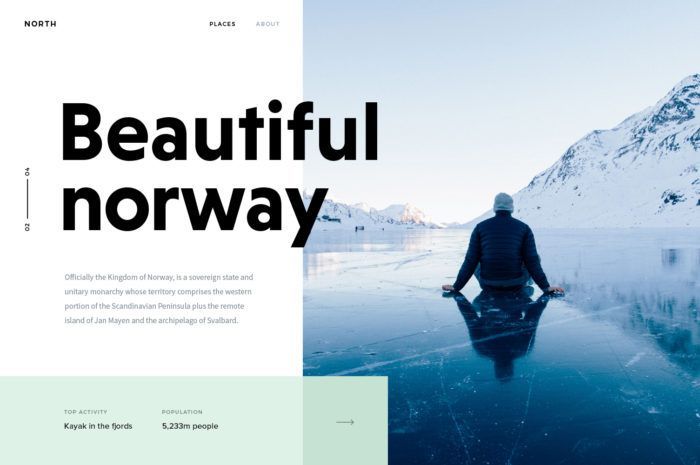 NORTH
PLACES ABOUT
Beautiful
norway
04
02
Officially the Kingdom of Norway, is a sovereign state and
unitary monarchy whose territory comprises the western
portion of the Scandinavian Peninsula plus the remote
island of Jan Mayen and the archipelago of Svalbard.
TOP ACTIVITY POPULATION
Kayak in the fjords 5,233m people